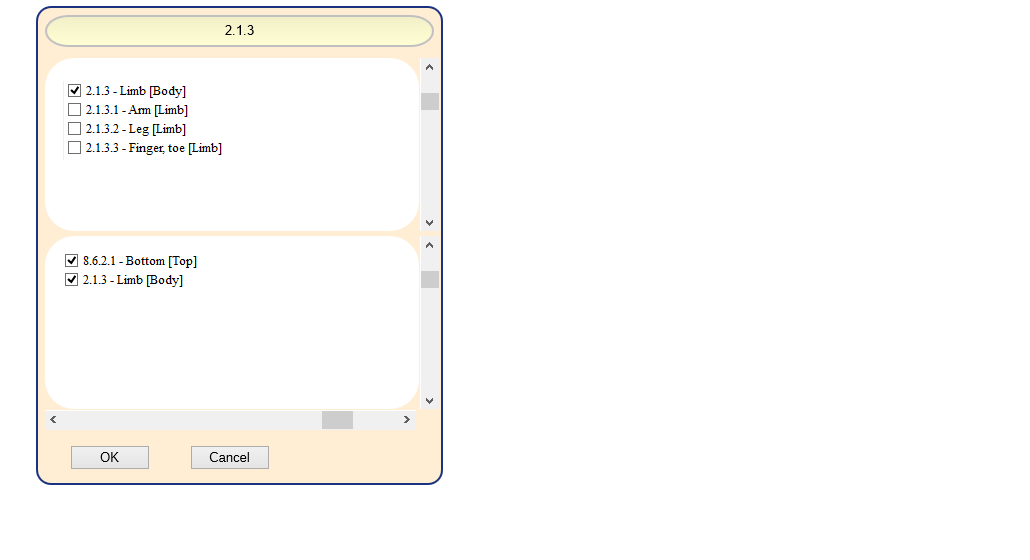 2.1.3
2.1.3 - Limb [Body]
2.1.3.1 - Arm [Limb]
2.1.3.2 - Leg [Limb]
2.1.3.3 - Finger, toe [Limb]
8.6.2.1 - Bottom [Top]
2.1.3 - Limb [Body]
OK Cancel